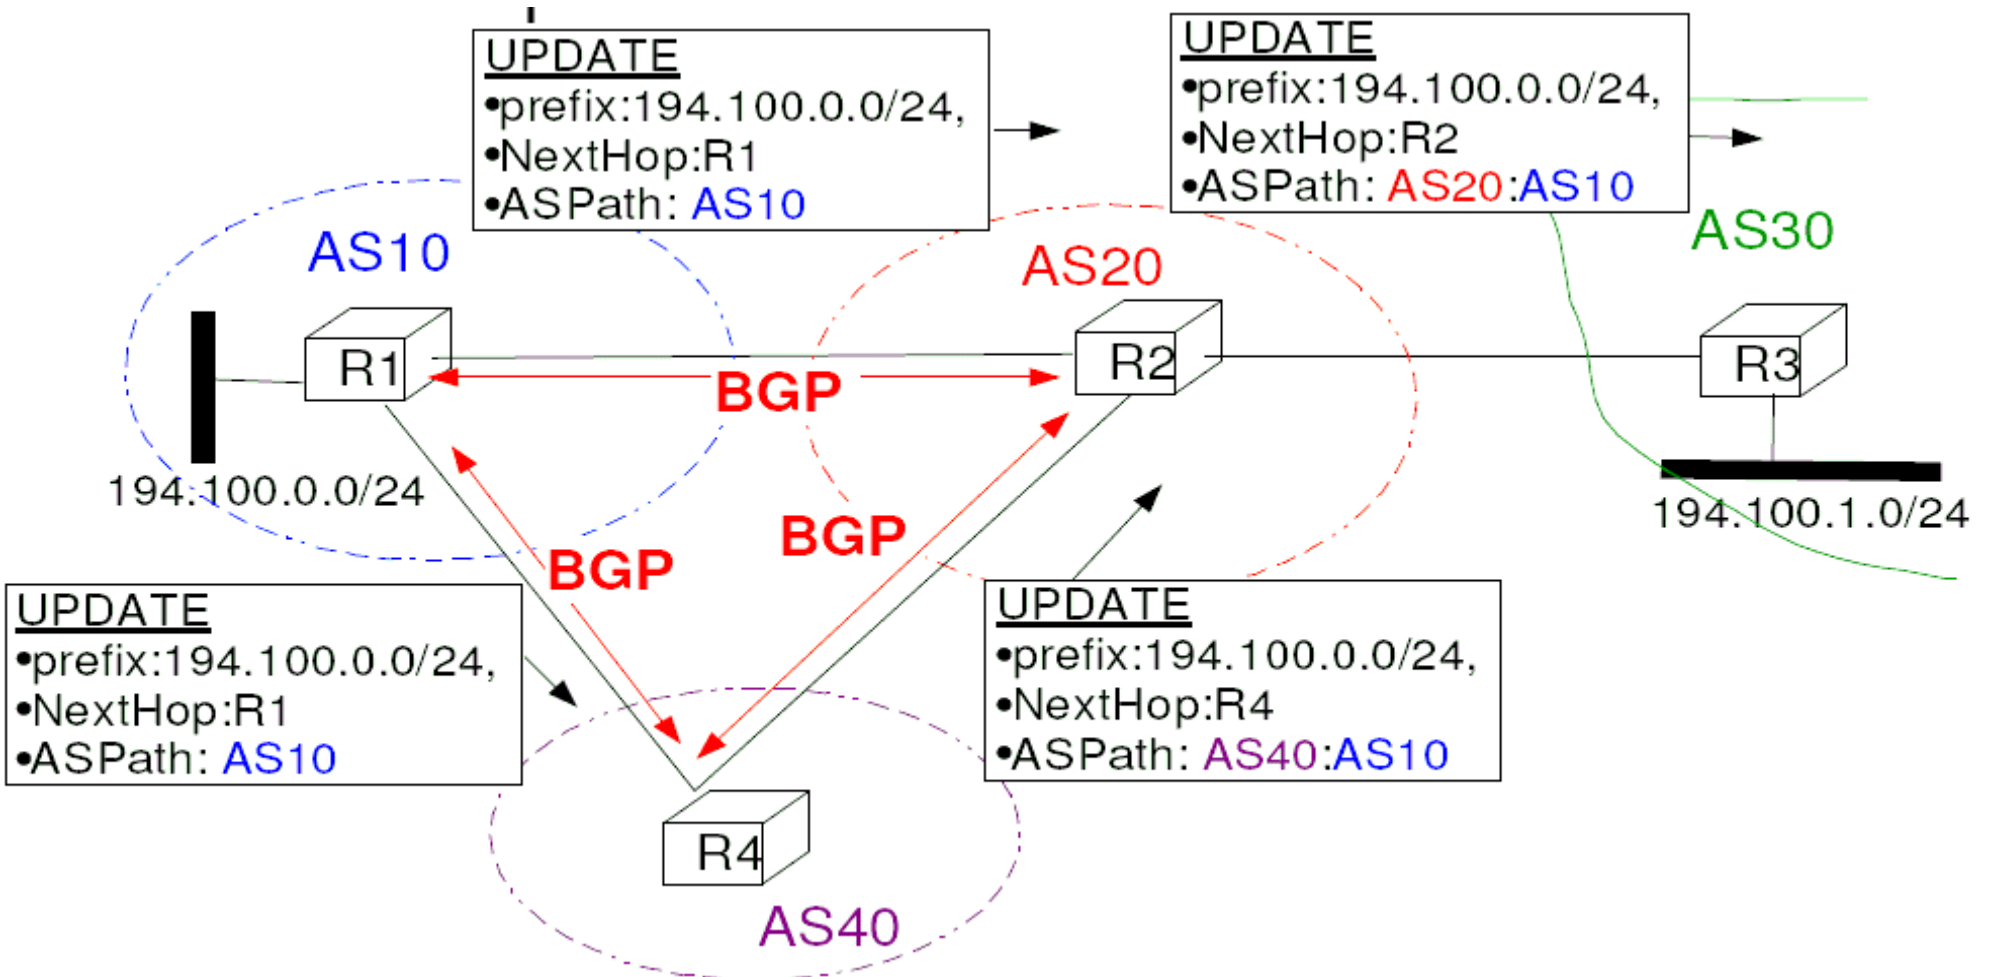 UPDATE
•prefix:194.100.0.0/24,
•NextHop:R1
•ASPath: AS10
UPDATE
•prefix:194.100.0.0/24,
•NextHop:R2
•ASPath: AS20:AS10
AS10
AS20
AS30
R1
R2
R3
BGP
194.100.0.0/24
194.100.1.0/24
BGP
BGP
UPDATE
•prefix:194.100.0.0/24,
•NextHop:R1
•ASPath: AS10
UPDATE
•prefix:194.100.0.0/24,
•NextHop:R4
•ASPath: AS40:AS10
R4
AS40